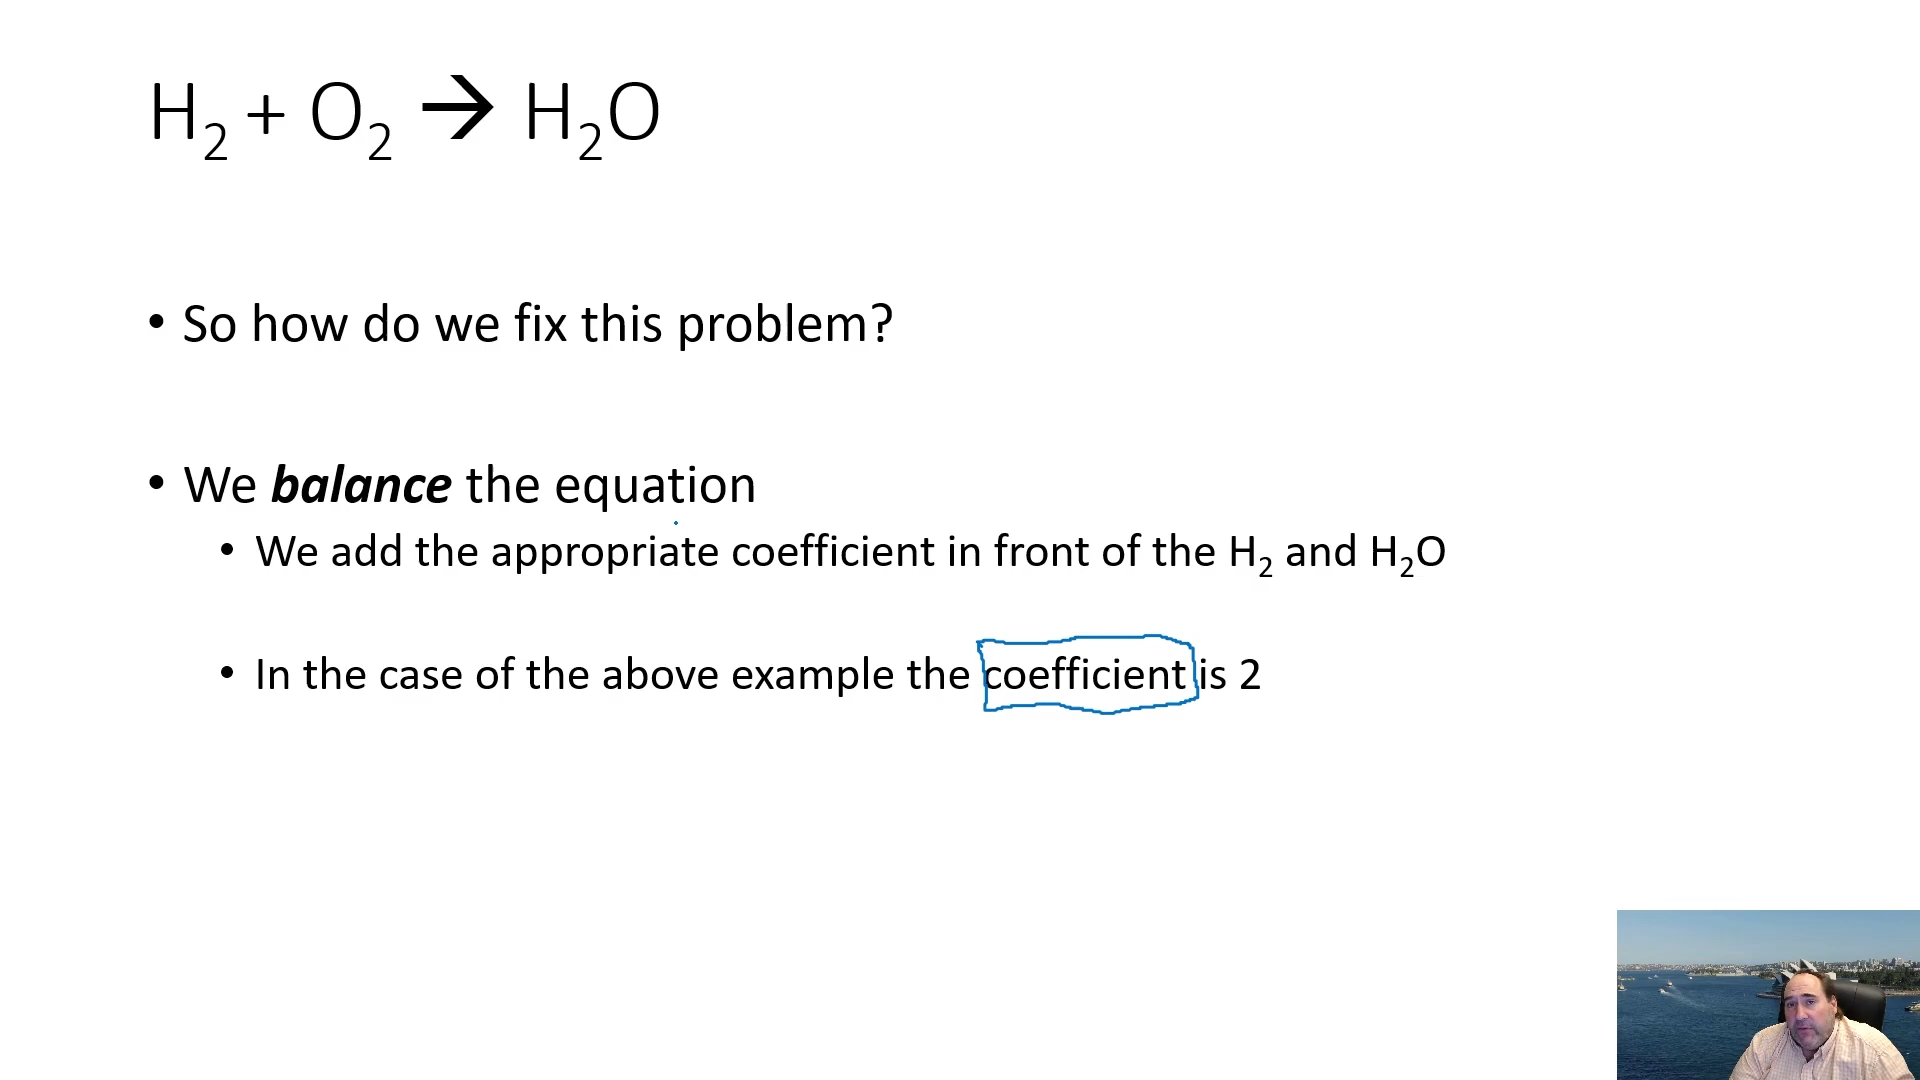 H₂ + O₂ → H₂O
• So how do we fix this problem?
• We balance the equation
• We add the appropriate coefficient in front of the H₂ and H₂O
• In the case of the above example the coefficient is 2